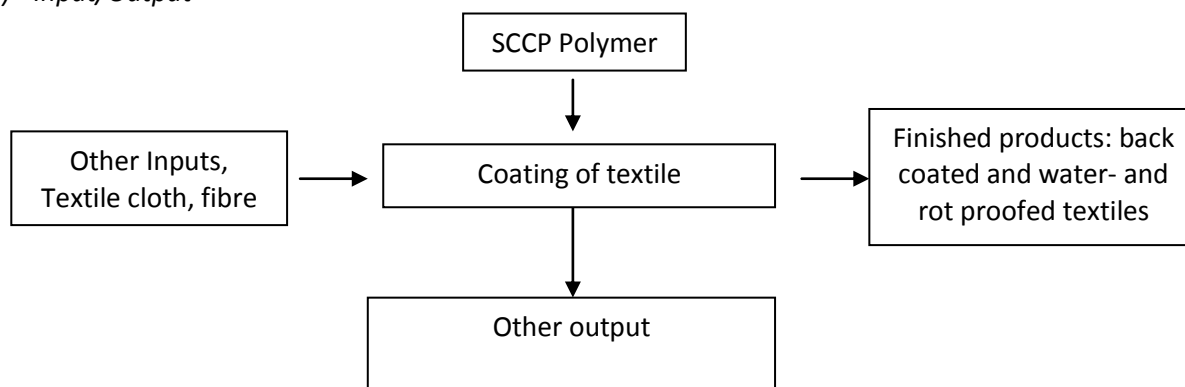 ) Input/Output
SCCP Polymer
Other Inputs,
Textile cloth, fibre
Coating of textile
Finished products: back
coated and water- and
rot proofed textiles
Other output